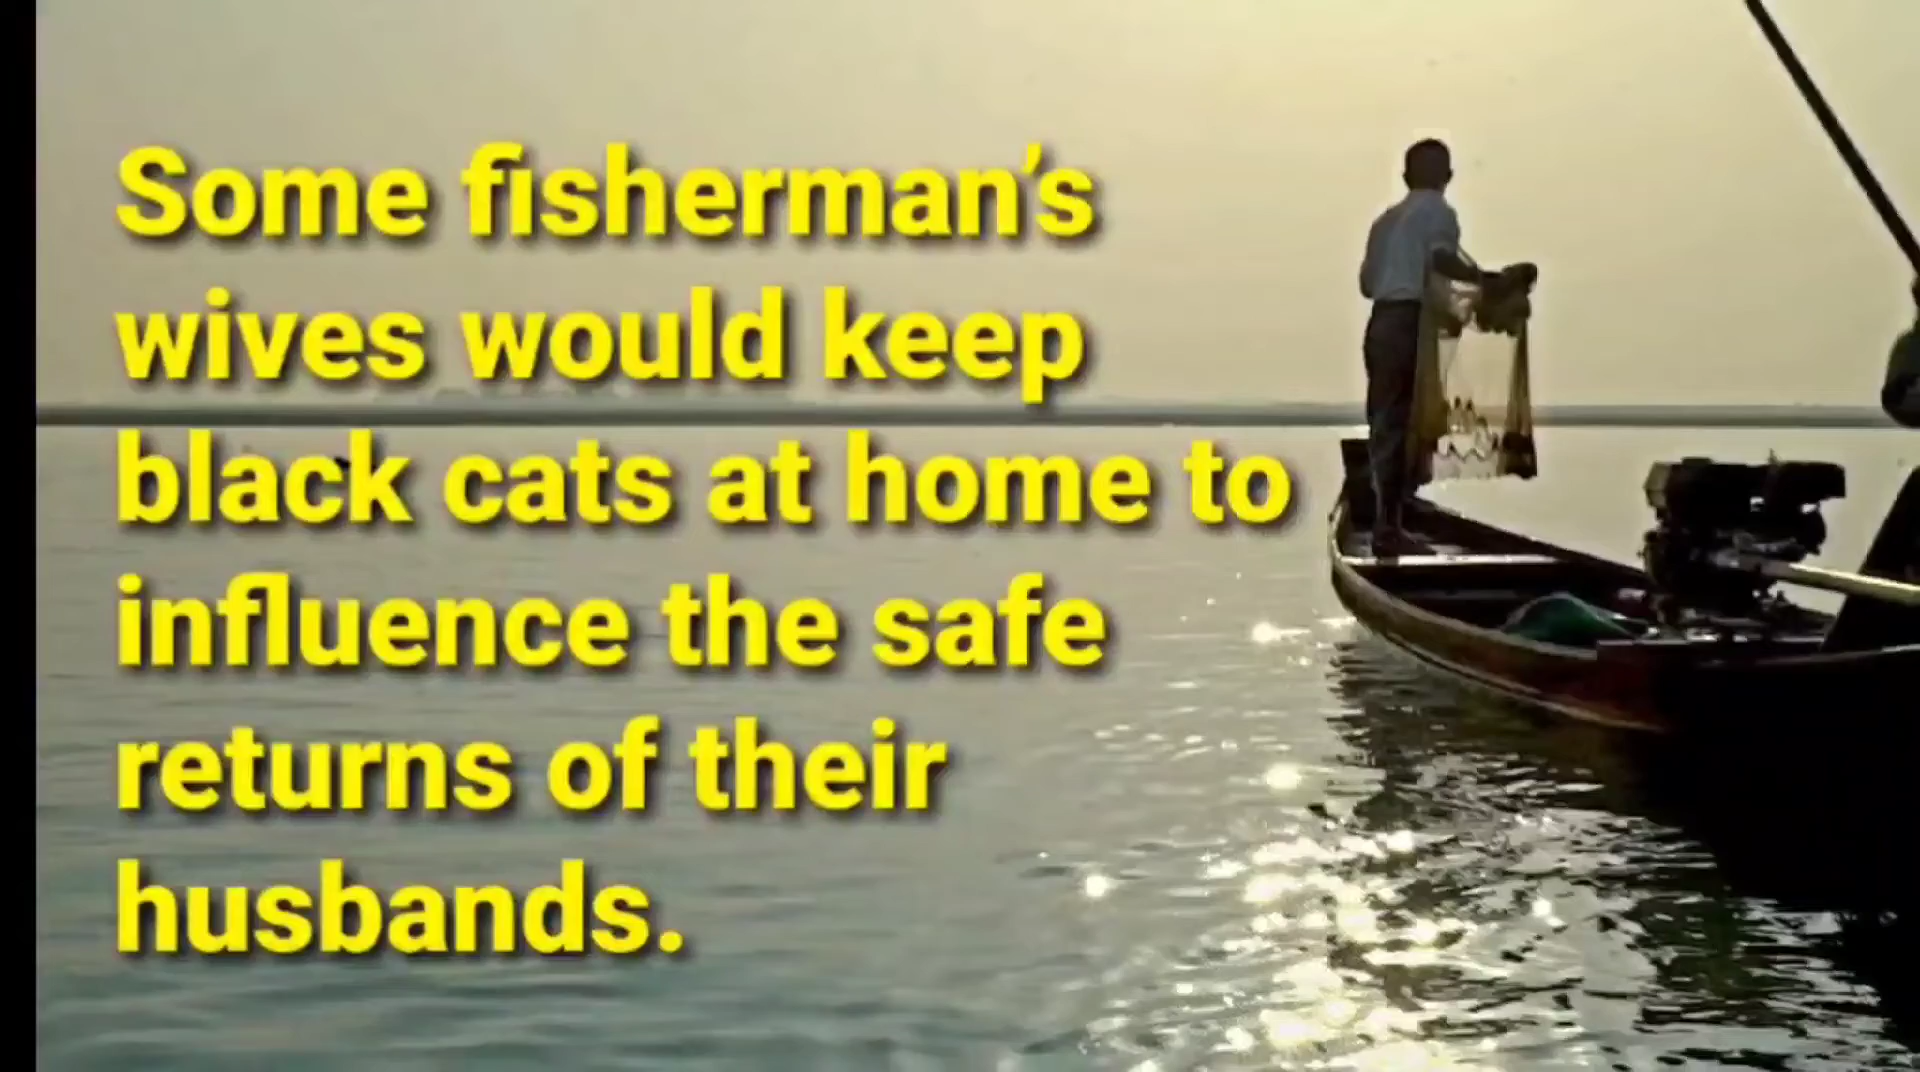 Some fisherman’s
wives would keep
black cats at home to
influence the safe
returns of their
husbands.